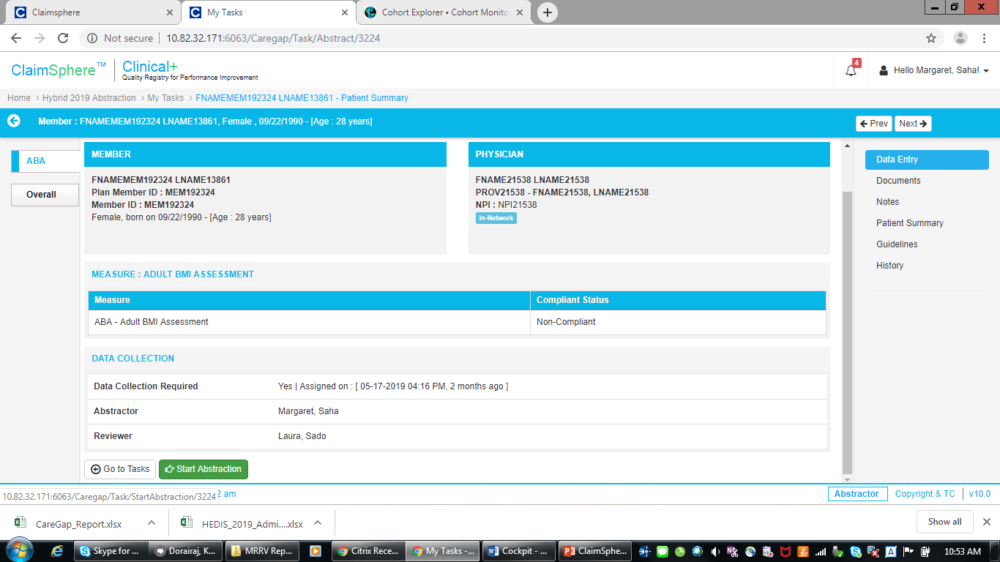 Claimsphere
My Tasks
Cohort Explorer • Cohort Monito
Not secure | 10.82.32.171:6063/Caregap/Task/Abstract/3224
ClaimSphere™ Clinical+
Quality Registry for Performance Improvement
4
Hello Margaret, Saha!
Home > Hybrid 2019 Abstraction > My Tasks > FNAMEMEM192324 LNAME13861 - Patient Summary
Member : FNAMEMEM192324 LNAME13861, Female , 09/22/1990 - [Age : 28 years]
Prev
Next
ABA
Overall
MEMBER
FNAMEMEM192324 LNAME13861
Plan Member ID : MEM192324
Member ID : MEM192324
Female, born on 09/22/1990 - [Age : 28 years]
PHYSICIAN
FNAME21538 LNAME21538
PROV21538 - FNAME21538, LNAME21538
NPI : NPI21538
In-Network
Data Entry
Documents
Notes
Patient Summary
Guidelines
History
MEASURE : ADULT BMI ASSESSMENT
Measure Compliant Status
ABA - Adult BMI Assessment Non-Compliant
DATA COLLECTION
Data Collection Required Yes | Assigned on : [ 05-17-2019 04:16 PM, 2 months ago ]
Abstractor Margaret, Saha
Reviewer Laura, Sado
Go to Tasks
Start Abstraction
10.82.32.171:6063/Caregap/Task/StartAbstraction/3224
2 am
Abstractor
Copyright & TC
v10.0
CareGap_Report.xlsx
HEDIS_2019_Admi....xlsx
Show all
Skype for ...
Dorairaj, K...
MRRV Rep...
Citrix Rece...
My Tasks -...
Cockpit - ...
ClaimSphe...
10:53 AM